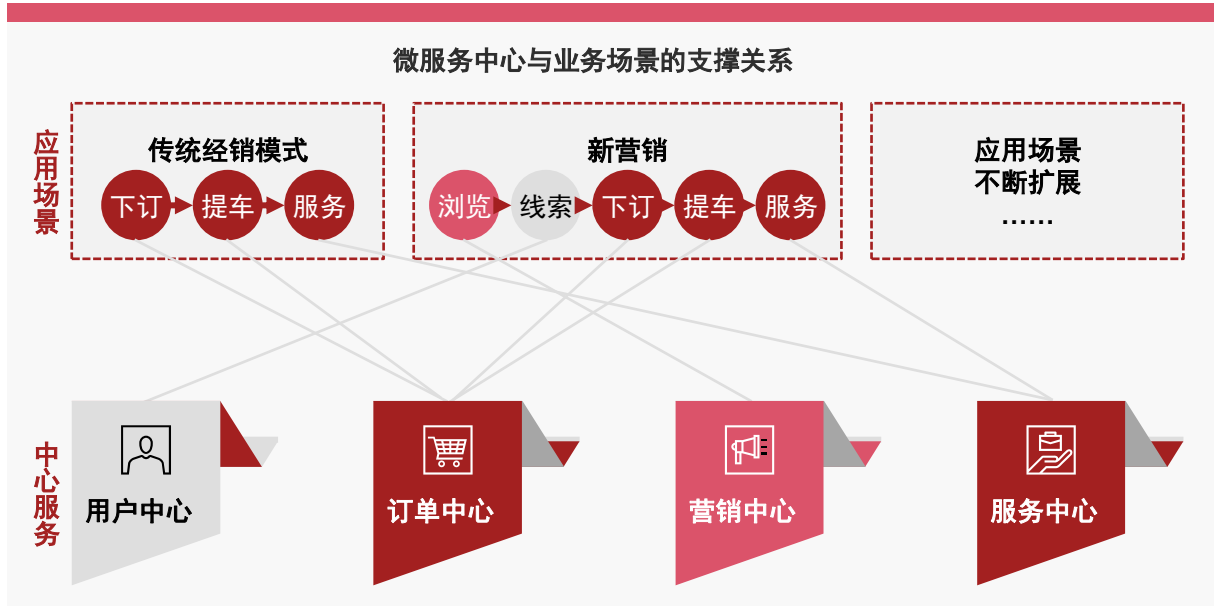 微服务中心与业务场景的支撑关系
应用场景
传统经销模式
下订
提车
服务
新营销
浏览
线索
下订
提车
服务
应用场景
不断扩展
……
中心服务
用户中心
订单中心
营销中心
服务中心